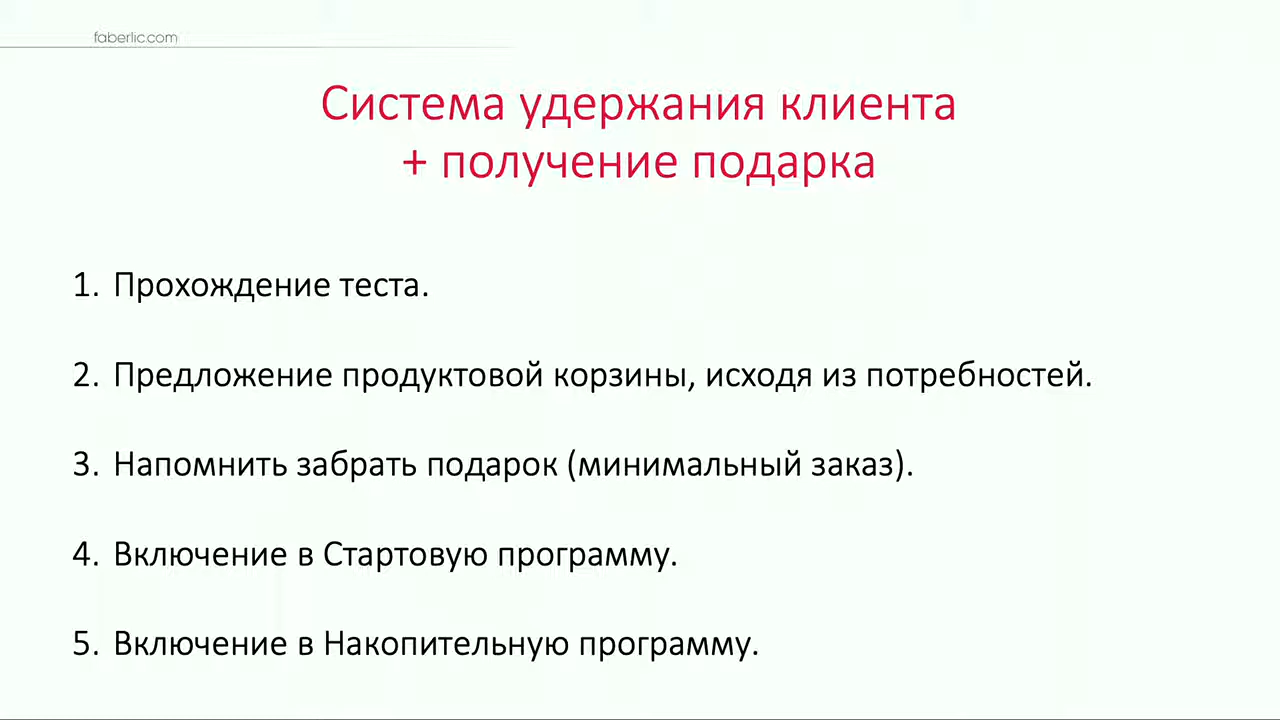 faberlic.com
Система удержания клиента
+ получение подарка
1. Прохождение теста.
2. Предложение продуктовой корзины, исходя из потребностей.
3. Напомнить забрать подарок (минимальный заказ).
4. Включение в Стартовую программу.
5. Включение в Накопительную программу.